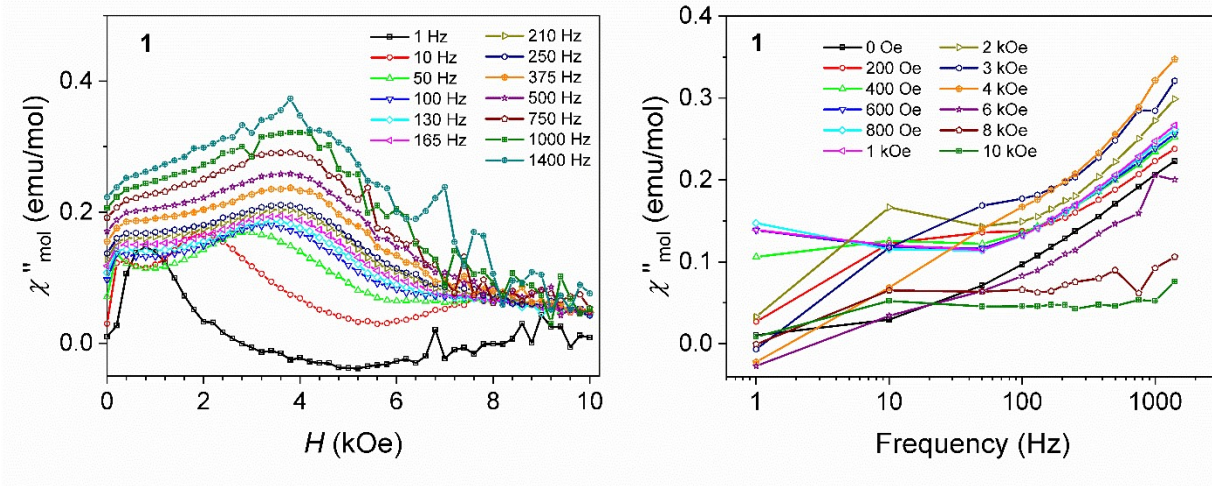 1
1 Hz
10 Hz
50 Hz
100 Hz
130 Hz
165 Hz
210 Hz
250 Hz
375 Hz
500 Hz
750 Hz
1000 Hz
1400 Hz
χ"mol (emu/mol)
0.4
0.2
0.0
0 2 4 6 8 10
H (kOe)
1
0 Oe
200 Oe
400 Oe
600 Oe
800 Oe
1 kOe
2 kOe
3 kOe
4 kOe
6 kOe
8 kOe
10 kOe
χ"mol (emu/mol)
0.4
0.3
0.2
0.1
0.0
1 10 100 1000
Frequency (Hz)